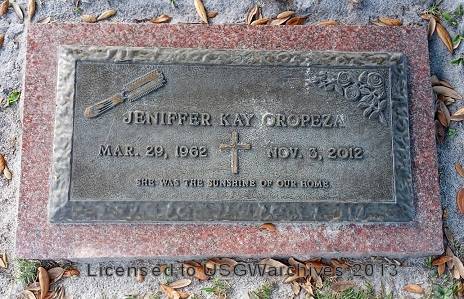 JENIFFER KAY OROPEZA
MAR. 29, 1962 NOV. 3, 2012
SHE WAS THE SUNSHINE OF OUR HOME
Licensed to USGWarchives 2013